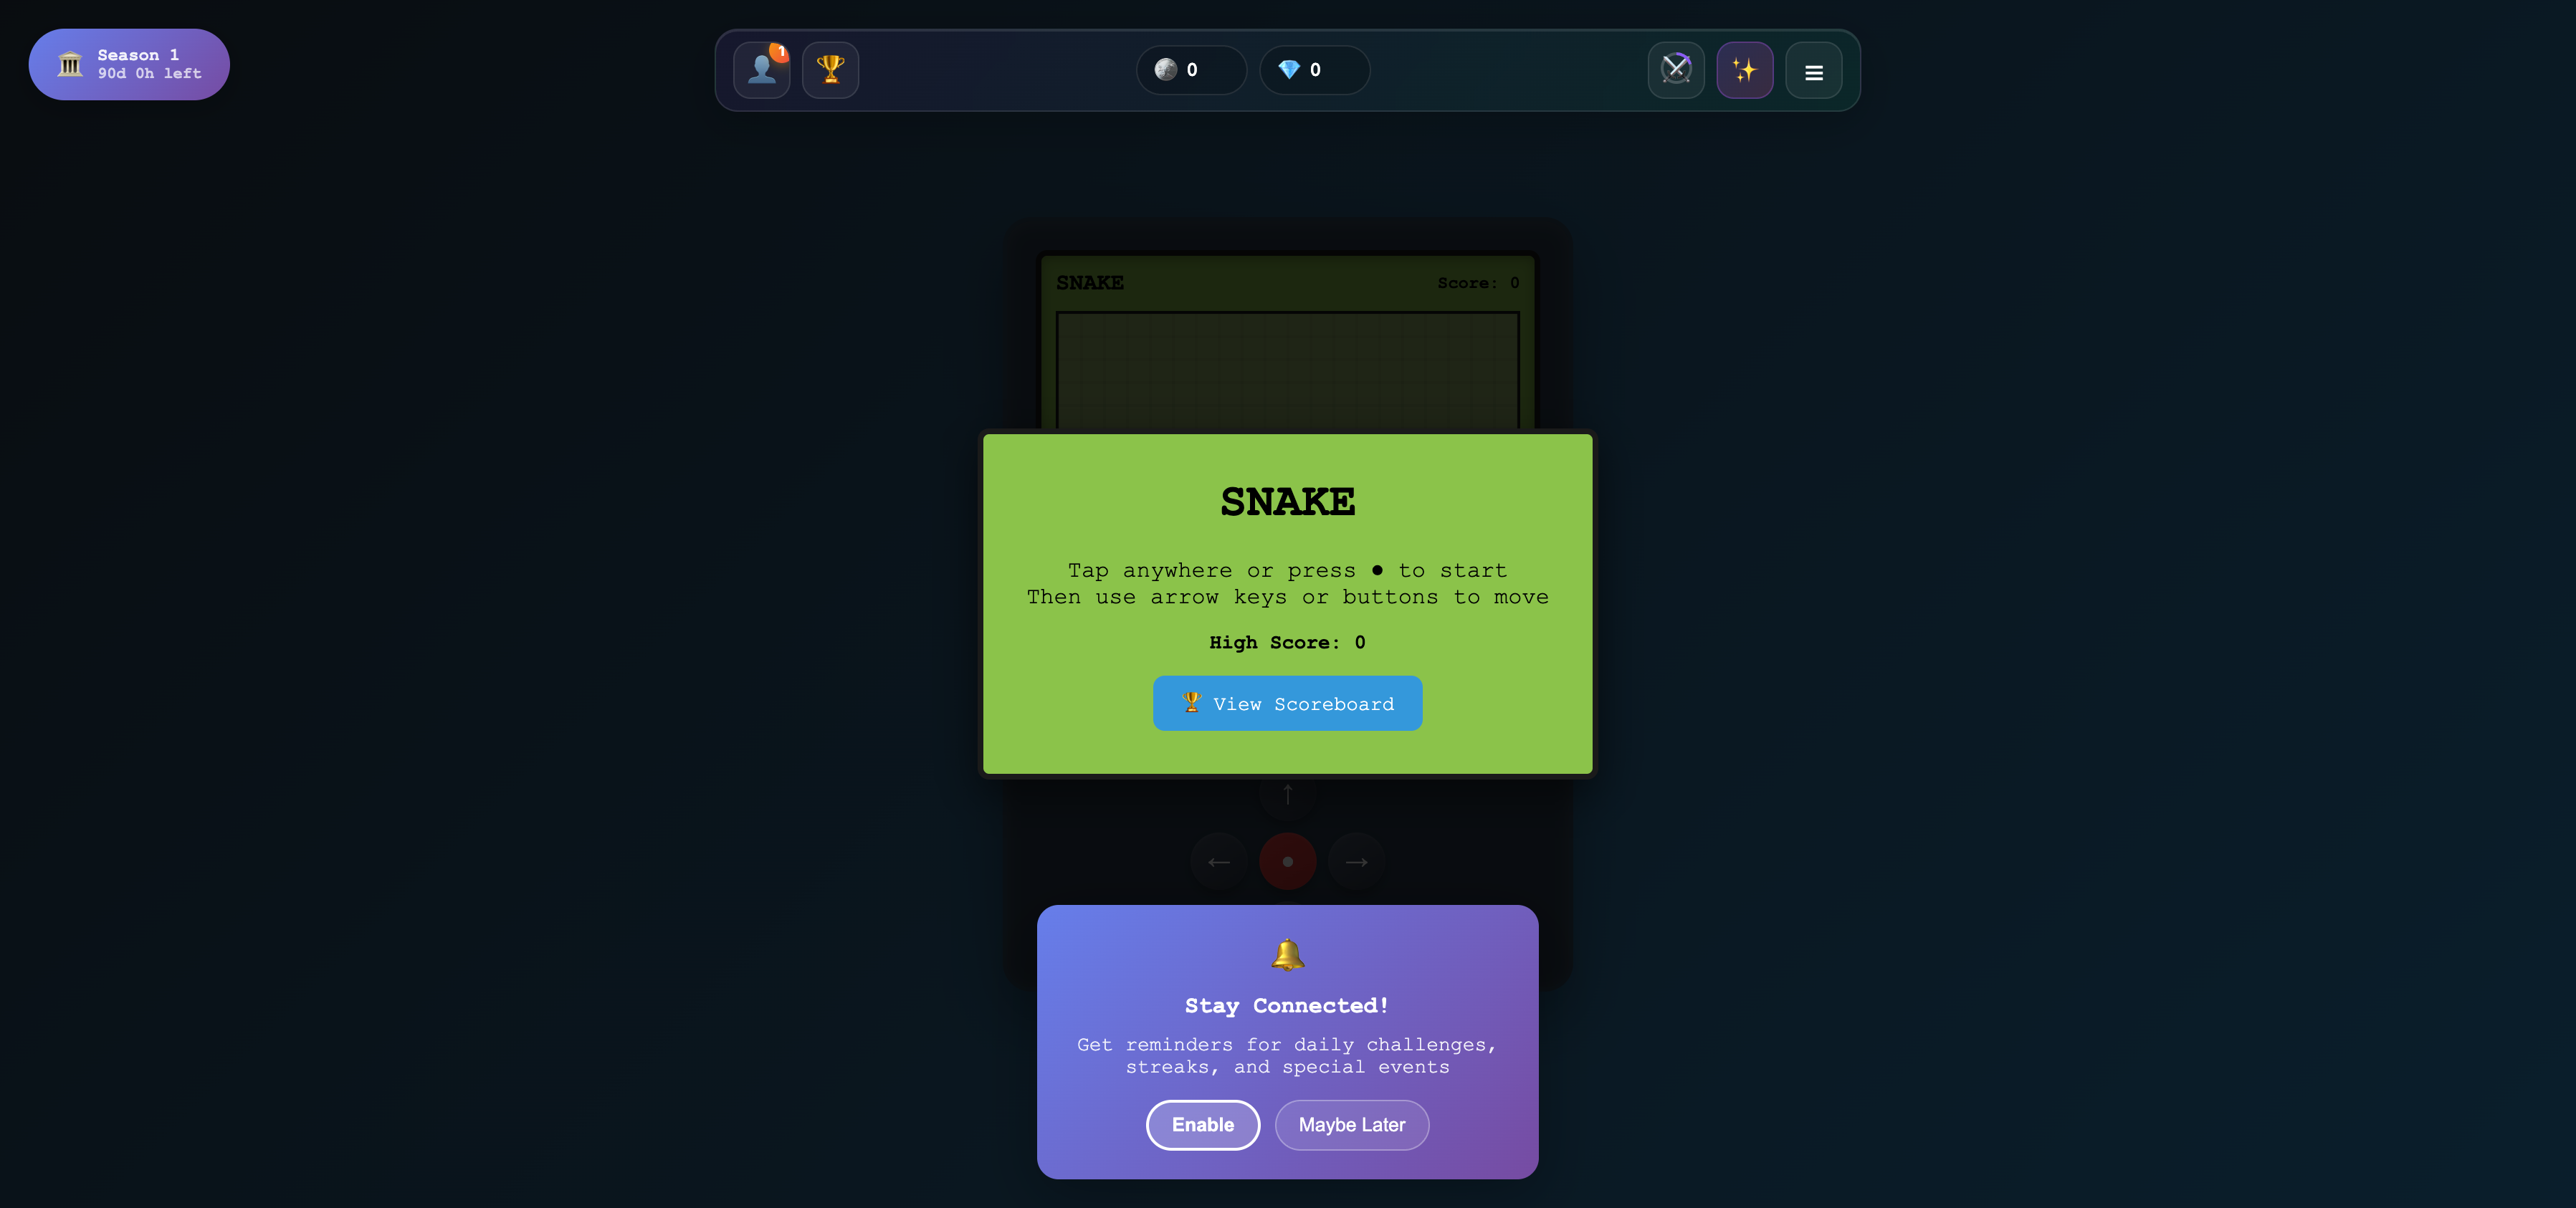 Season 1
90d 0h left
1
0
0
SNAKE
Score: 0
SNAKE
Tap anywhere or press ● to start
Then use arrow keys or buttons to move
High Score: 0
View Scoreboard
↑
← ● →
Stay Connected!
Get reminders for daily challenges,
streaks, and special events
Enable
Maybe Later